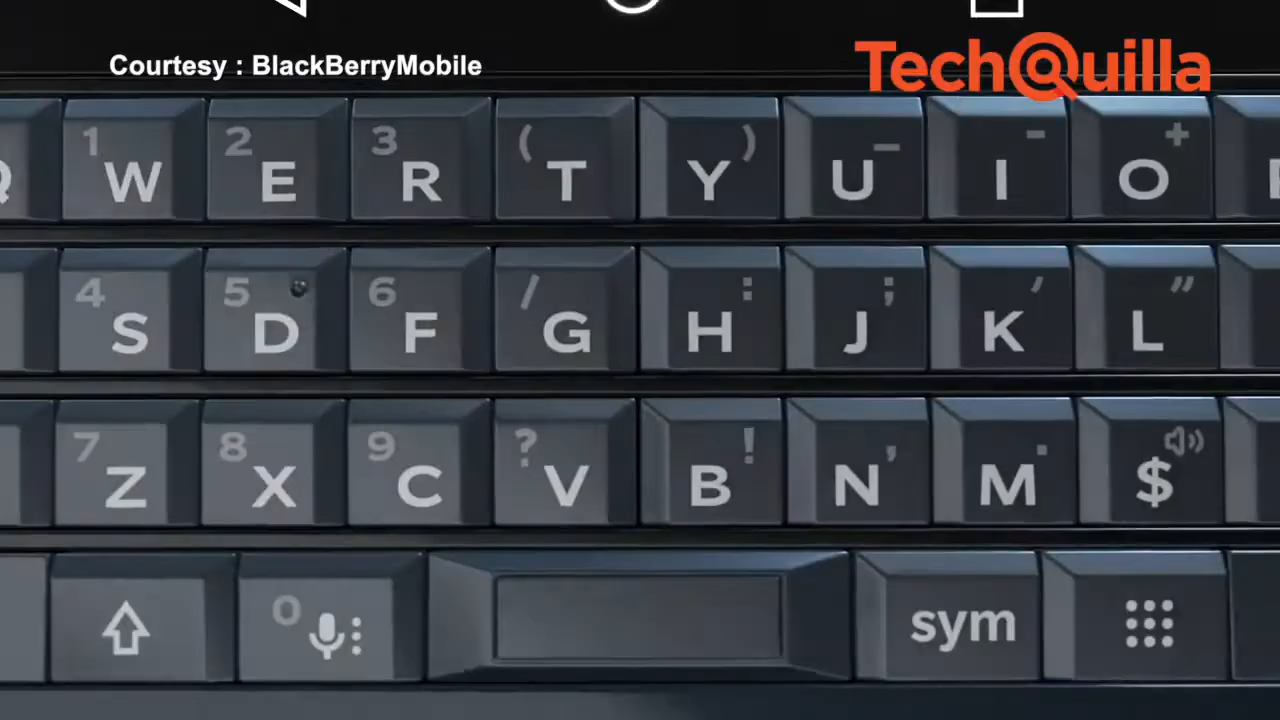 Courtesy : BlackBerryMobile
TechQuilla
1 W 2 E 3 R ( T Y ) U _ I - O +
4 S 5 D 6 F / G H : J ; K ' L "
7 Z 8 X 9 C ? V B ! N , M . $
0 sym